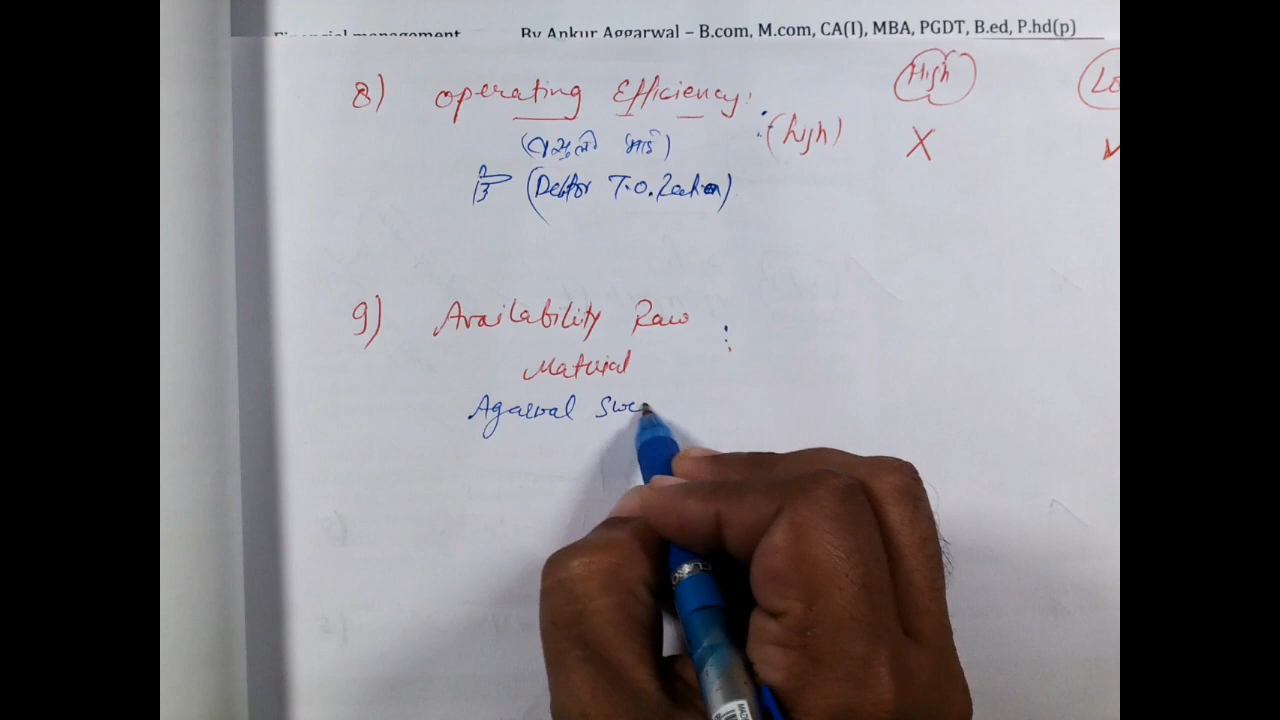 By Ankur Aggarwal – B.com, M.com, CA(I), MBA, PGDT, B.ed, P.hd(p)
8) Operating Efficiency: (high) High
X
(Debtor T.O.
9) Availability Raw :
Material
Agarwal Swe